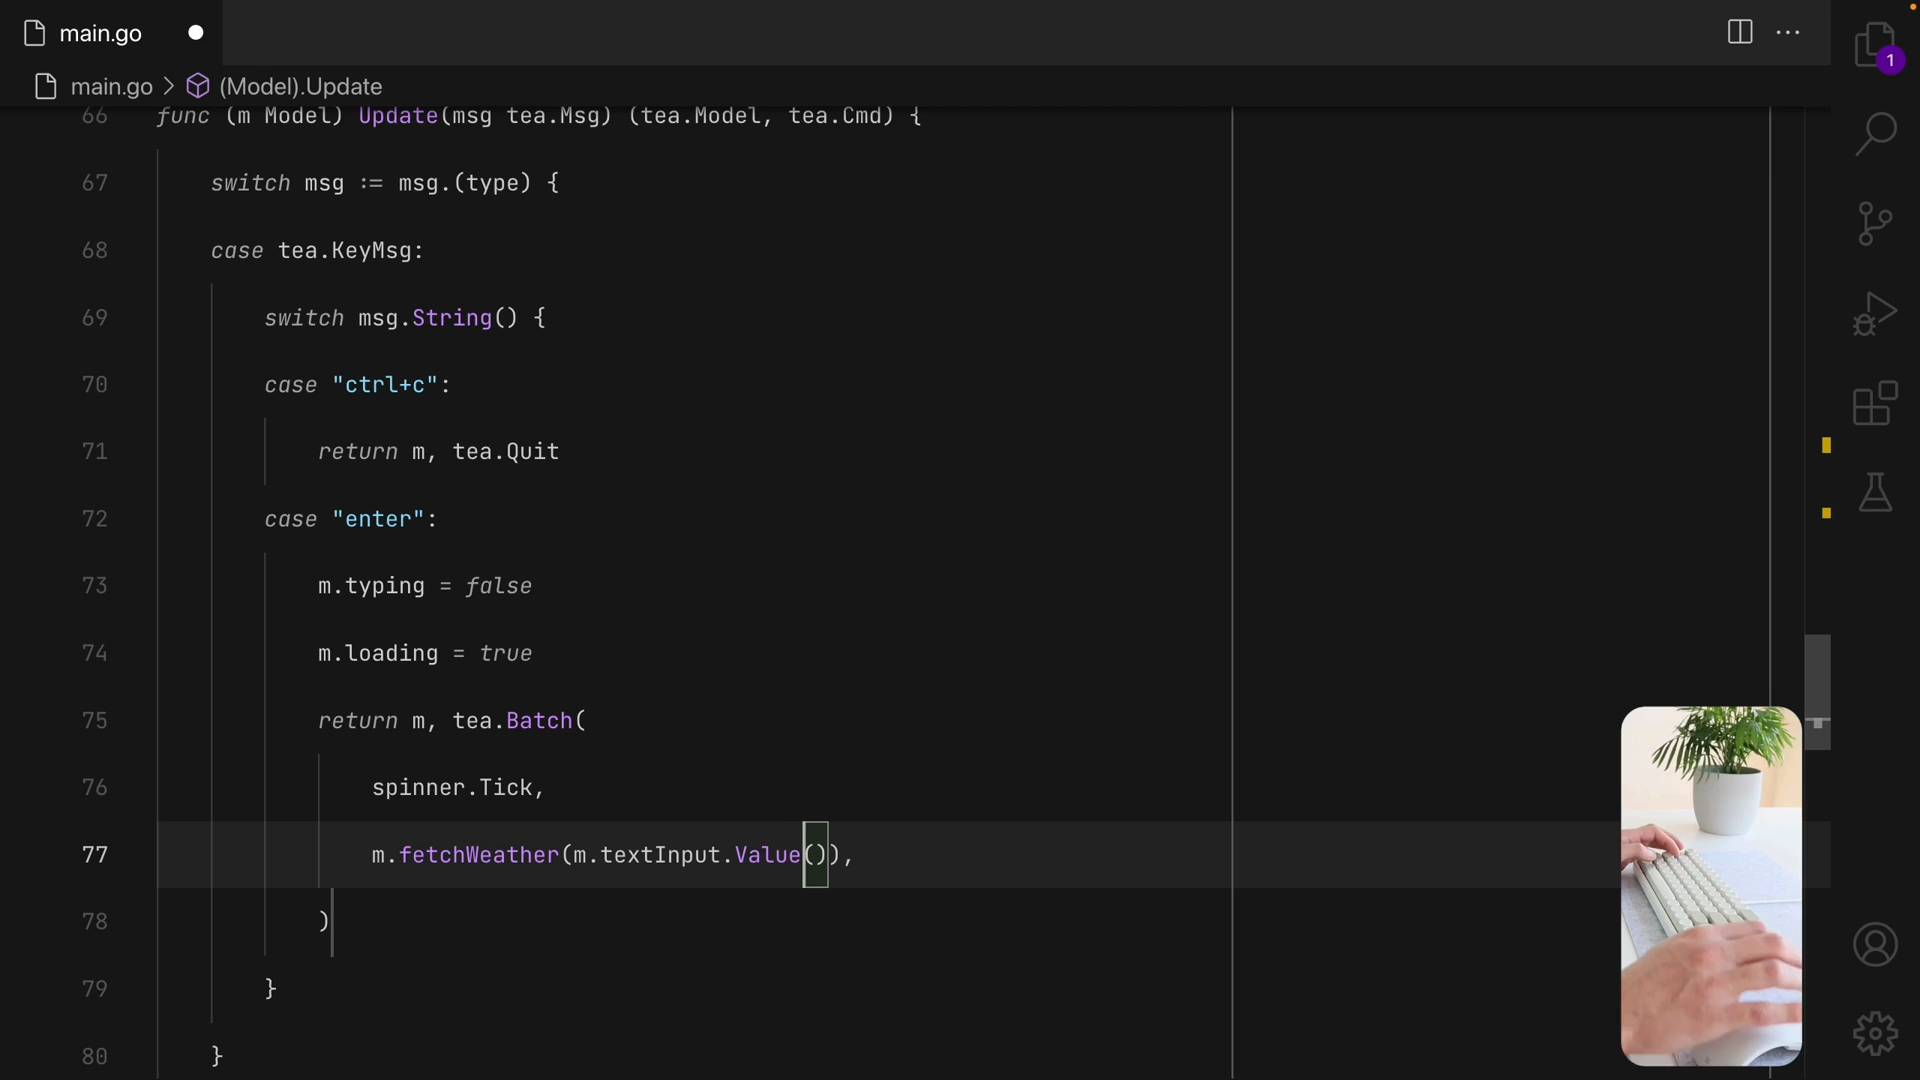 main.go
main.go > (Model).Update
1
66 func (m Model) Update(msg tea.Msg) (tea.Model, tea.Cmd) {
67 switch msg := msg.(type) {
68 case tea.KeyMsg:
69 switch msg.String() {
70 case "ctrl+c":
71 return m, tea.Quit
72 case "enter":
73 m.typing = false
74 m.loading = true
75 return m, tea.Batch(
76 spinner.Tick,
77 m.fetchWeather(m.textInput.Value()),
78 )
79 }
80 }